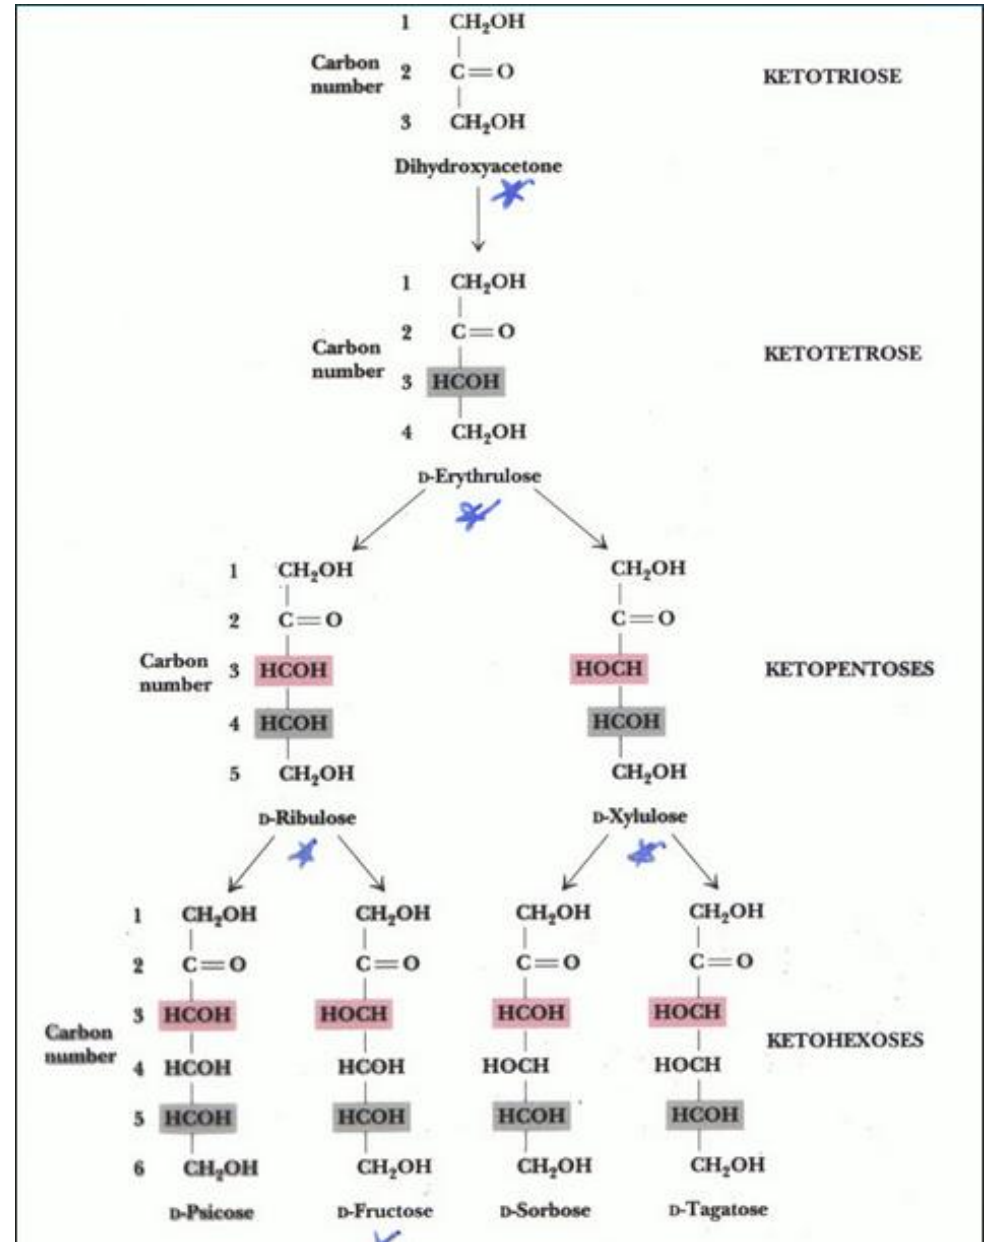 1 CH₂OH
Carbon number 2 C=O KETOTRIOSE
3 CH₂OH
Dihydroxyacetone
1 CH₂OH
2 C=O
Carbon number KETOTETROSE
3 HCOH
4 CH₂OH
D-Erythrulose
1 CH₂OH CH₂OH
2 C=O C=O
Carbon number 3 HCOH HOCH KETOPENTOSES
4 HCOH HCOH
5 CH₂OH CH₂OH
D-Ribulose D-Xylulose
1 CH₂OH CH₂OH CH₂OH CH₂OH
2 C=O C=O C=O C=O
3 HCOH HOCH HCOH HOCH
Carbon number KETOHEXOSES
4 HCOH HCOH HOCH HOCH
5 HCOH HCOH HCOH HCOH
6 CH₂OH CH₂OH CH₂OH CH₂OH
D-Psicose D-Fructose D-Sorbose D-Tagatose